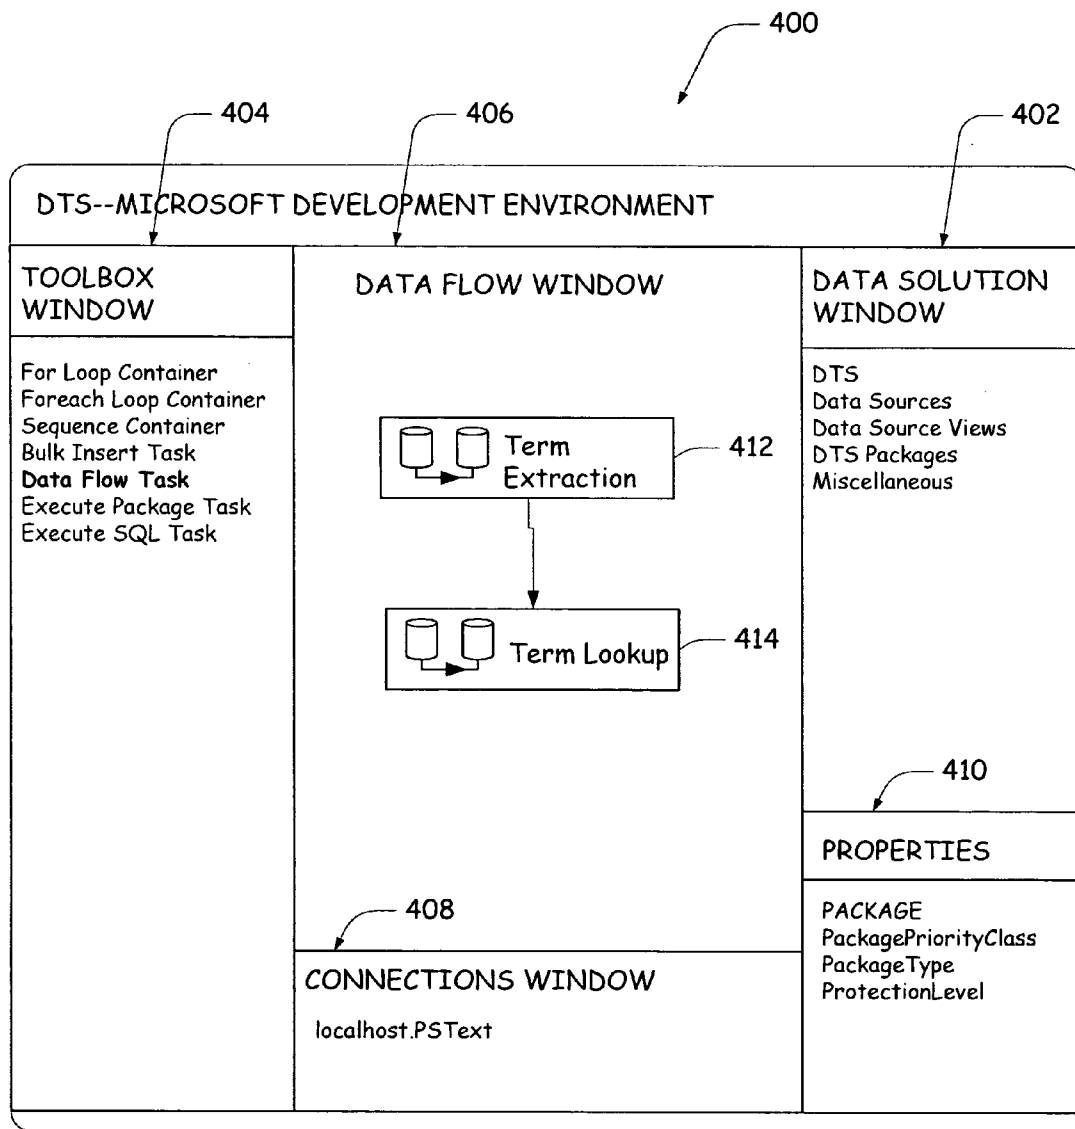 400
404
406
402
DTS--MICROSOFT DEVELOPMENT ENVIRONMENT
TOOLBOX
WINDOW
For Loop Container
Foreach Loop Container
Sequence Container
Bulk Insert Task
Data Flow Task
Execute Package Task
Execute SQL Task
DATA FLOW WINDOW
Term
Extraction
412
Term Lookup
414
408
CONNECTIONS WINDOW
localhost.PSText
DATA SOLUTION
WINDOW
DTS
Data Sources
Data Source Views
DTS Packages
Miscellaneous
410
PROPERTIES
PACKAGE
PackagePriorityClass
PackageType
ProtectionLevel